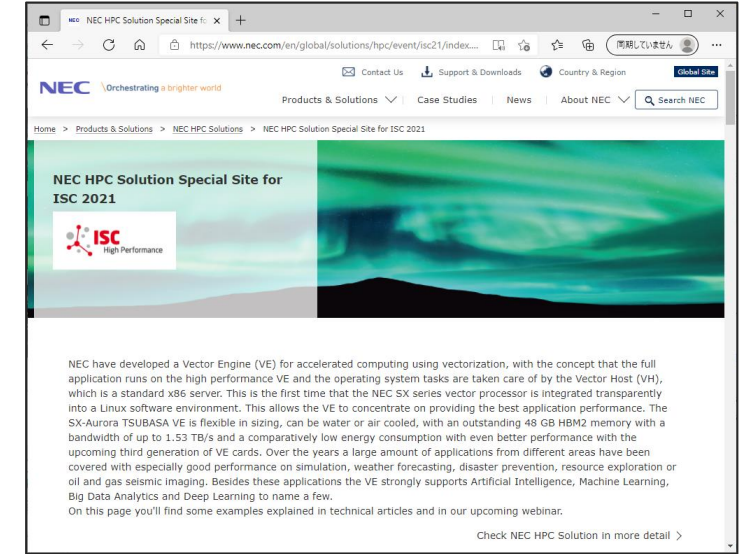 NEC NEC HPC Solution Special Site fo
https://www.nec.com/en/global/solutions/hpc/event/isc21/index....
同期していません
Contact Us Support & Downloads Country & Region Global Site
NEC \Orchestrating a brighter world
Products & Solutions Case Studies News About NEC Search NEC
Home > Products & Solutions > NEC HPC Solutions > NEC HPC Solution Special Site for ISC 2021
NEC HPC Solution Special Site for
ISC 2021
ISC
High Performance
NEC have developed a Vector Engine (VE) for accelerated computing using vectorization, with the concept that the full
application runs on the high performance VE and the operating system tasks are taken care of by the Vector Host (VH),
which is a standard x86 server. This is the first time that the NEC SX series vector processor is integrated transparently
into a Linux software environment. This allows the VE to concentrate on providing the best application performance. The
SX-Aurora TSUBASA VE is flexible in sizing, can be water or air cooled, with an outstanding 48 GB HBM2 memory with a
bandwidth of up to 1.53 TB/s and a comparatively low energy consumption with even better performance with the
upcoming third generation of VE cards. Over the years a large amount of applications from different areas have been
covered with especially good performance on simulation, weather forecasting, disaster prevention, resource exploration or
oil and gas seismic imaging. Besides these applications the VE strongly supports Artificial Intelligence, Machine Learning,
Big Data Analytics and Deep Learning to name a few.
On this page you'll find some examples explained in technical articles and in our upcoming webinar.
Check NEC HPC Solution in more detail >